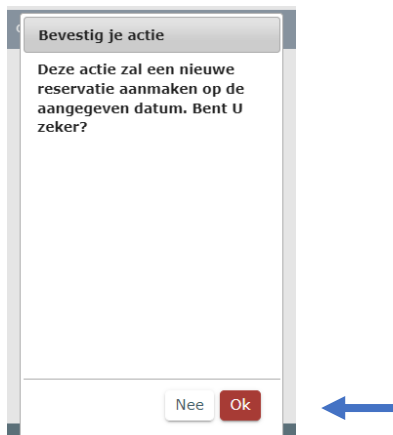 Bevestig je actie
Deze actie zal een nieuwe
reservatie aanmaken op de
aangegeven datum. Bent U
zeker?
Nee
Ok